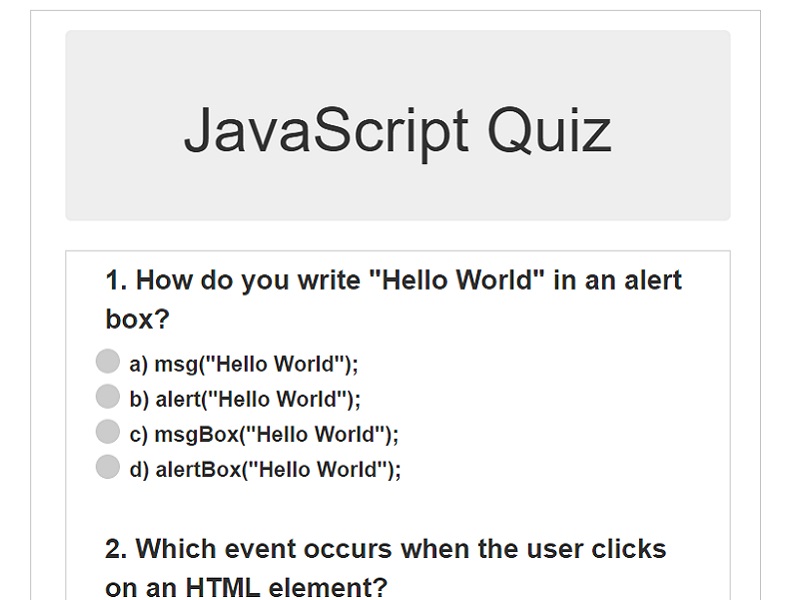 JavaScript Quiz
1. How do you write "Hello World" in an alert
box?
a) msg("Hello World");
b) alert("Hello World");
c) msgBox("Hello World");
d) alertBox("Hello World");
2. Which event occurs when the user clicks
on an HTML element?